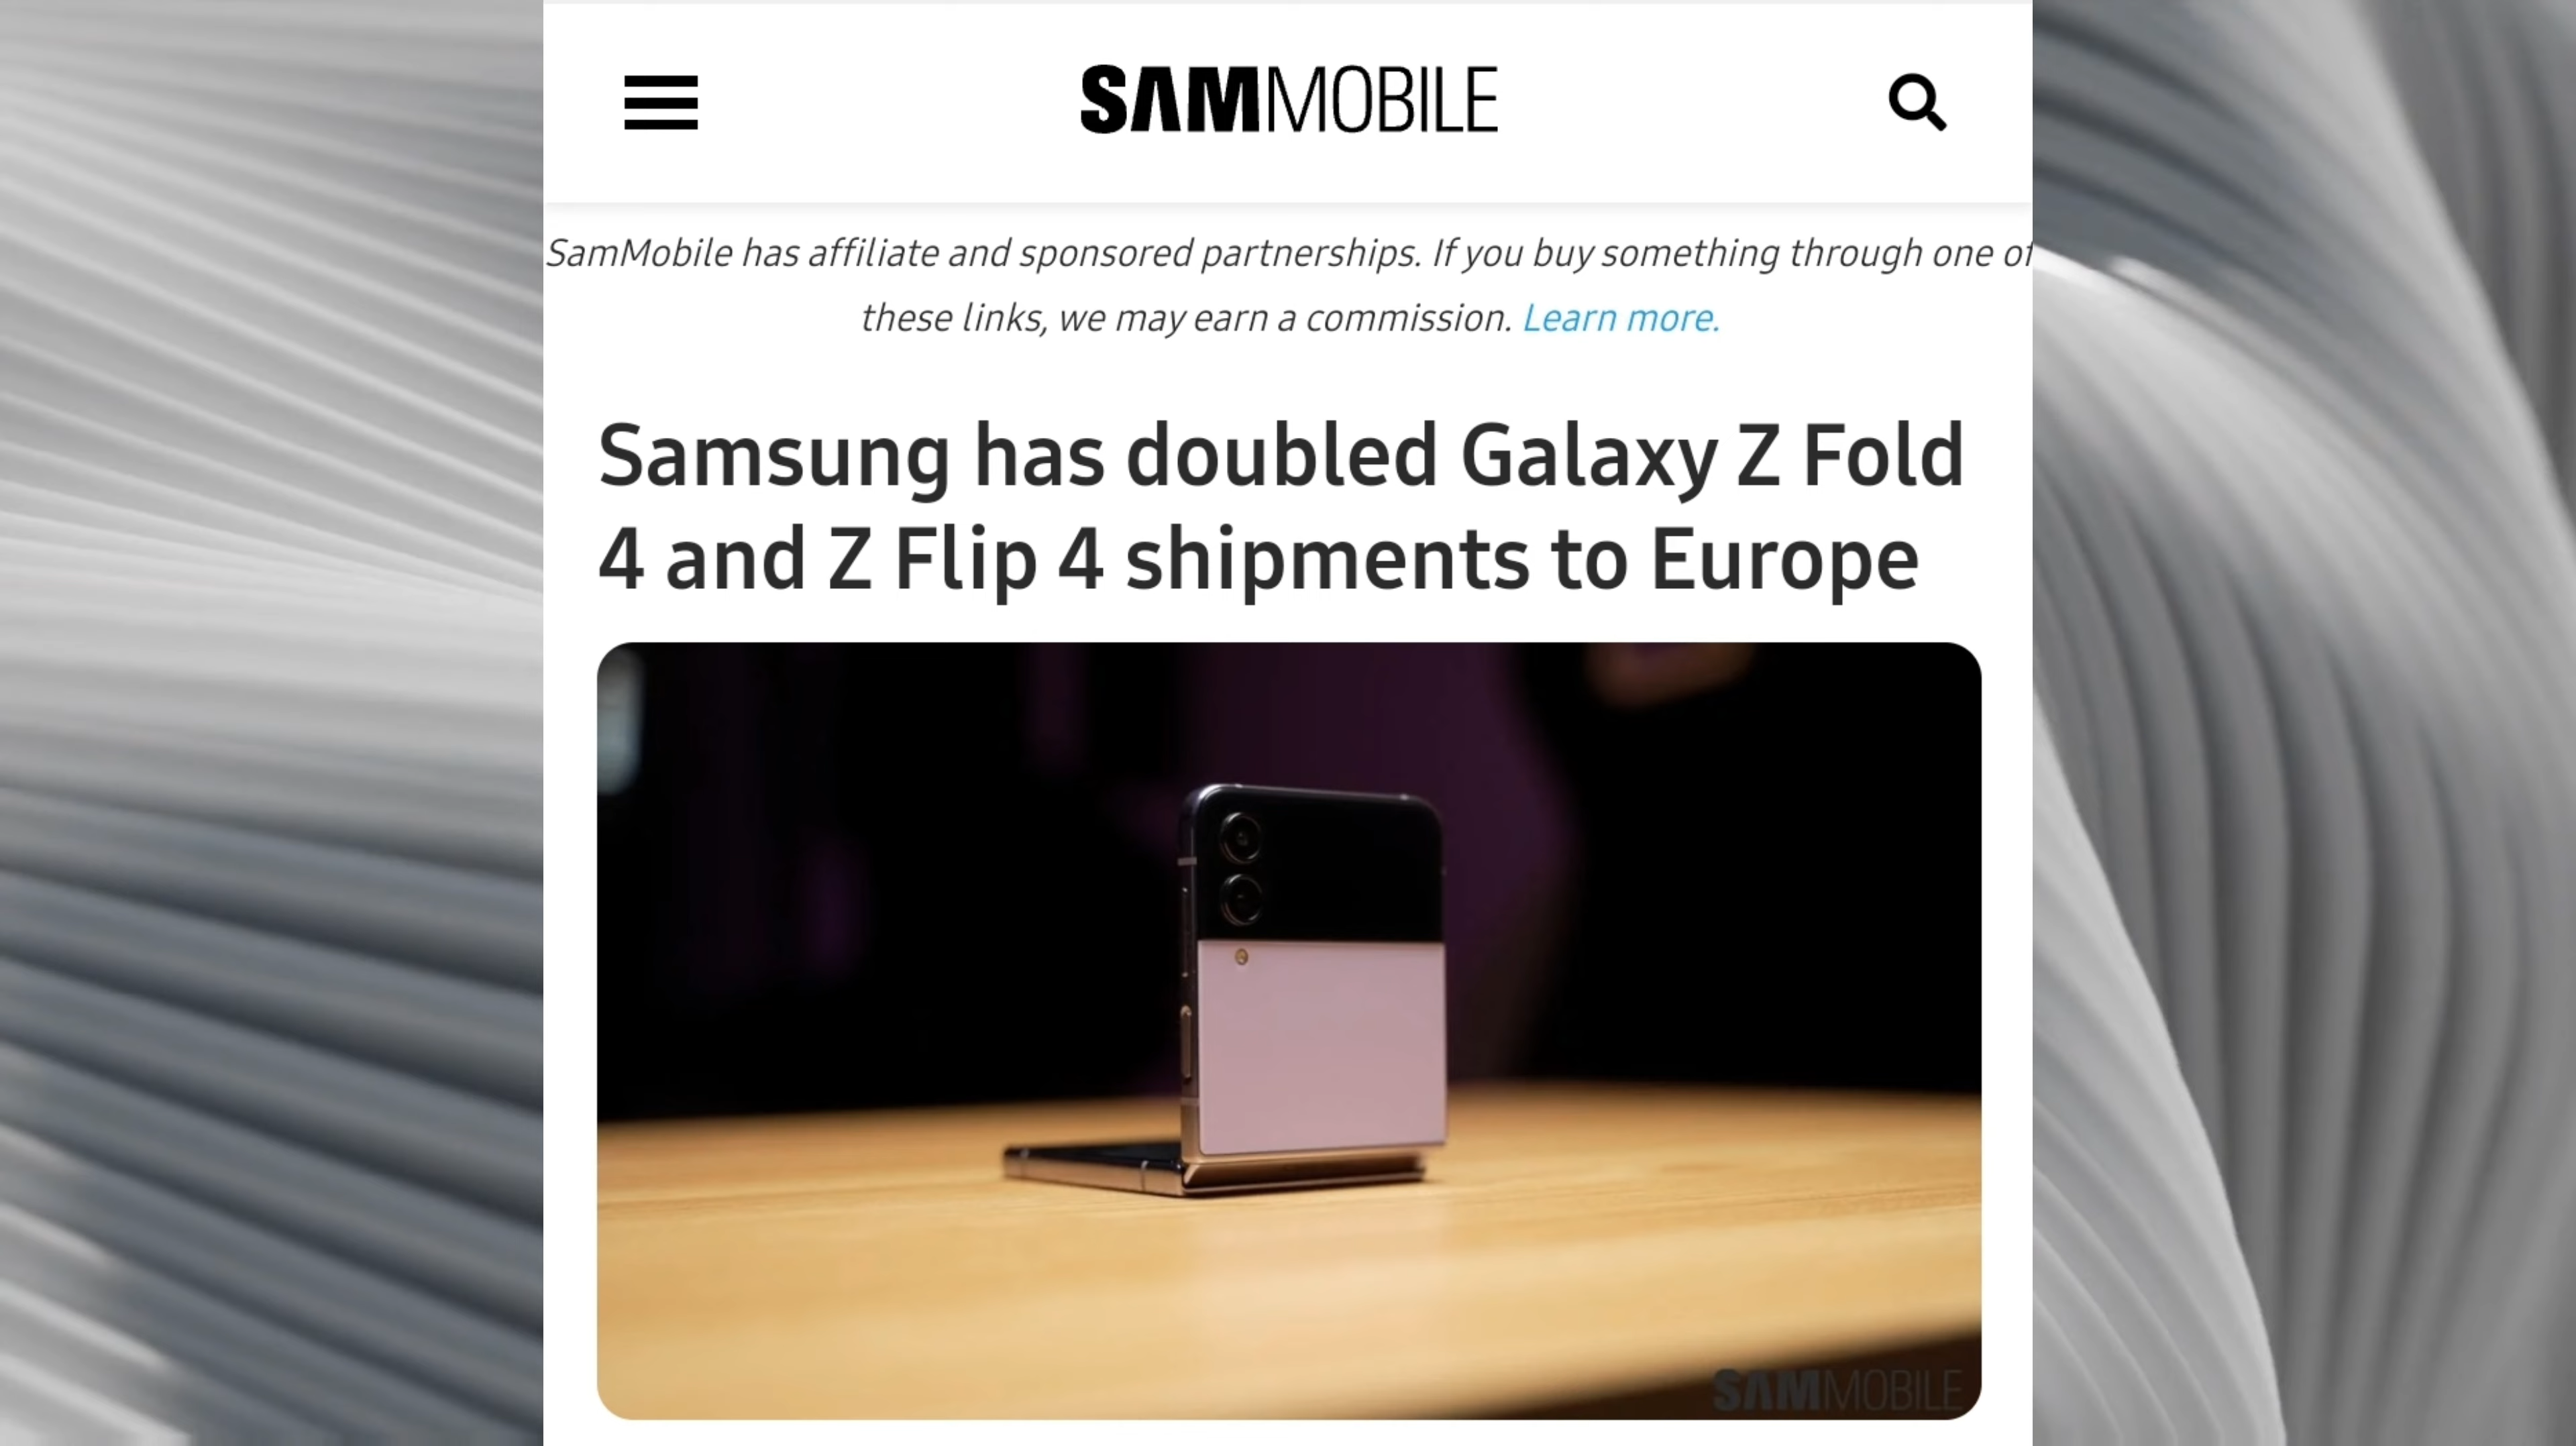 SAMMOBILE
SamMobile has affiliate and sponsored partnerships. If you buy something through one of
these links, we may earn a commission. Learn more.
Samsung has doubled Galaxy Z Fold
4 and Z Flip 4 shipments to Europe
SAMMOBILE